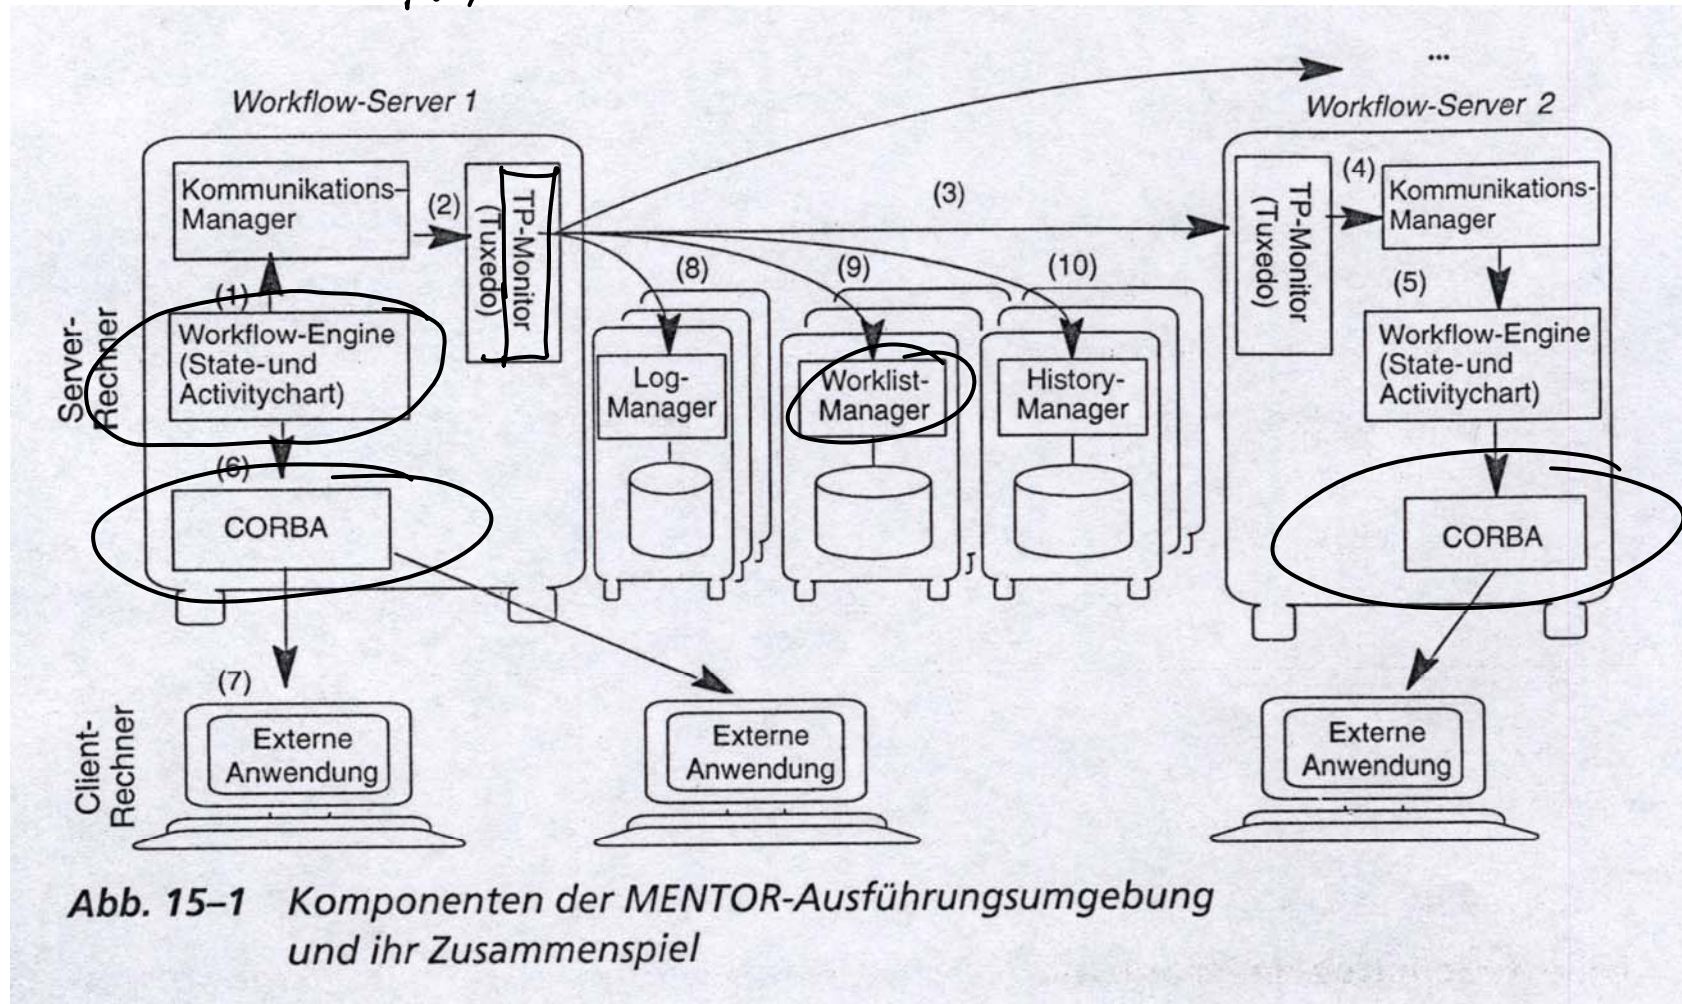 ...
Workflow-Server 1
Workflow-Server 2
Kommunikations-
Manager
(2)
TP-Monitor
(Tuxedo)
(3)
TP-Monitor
(Tuxedo)
(4)
Kommunikations-
Manager
(1)
(8)
(9)
(10)
(5)
Server-
Rechner
Workflow-Engine
(State-und
Activitychart)
Log-
Manager
Worklist-
Manager
History-
Manager
Workflow-Engine
(State-und
Activitychart)
(6)
CORBA
CORBA
Client-
Rechner
(7)
Externe
Anwendung
Externe
Anwendung
Externe
Anwendung
Abb. 15–1 Komponenten der MENTOR-Ausführungsumgebung
und ihr Zusammenspiel